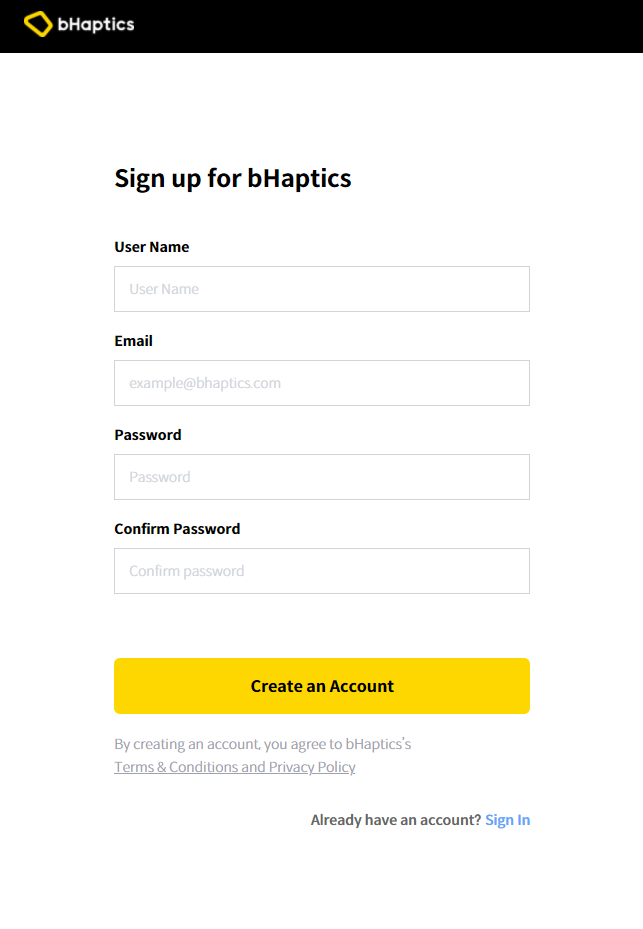 bHaptics
Sign up for bHaptics
User Name
User Name
Email
example@bhaptics.com
Password
Password
Confirm Password
Confirm password
Create an Account
By creating an account, you agree to bHaptics's
Terms & Conditions and Privacy Policy
Already have an account? Sign In